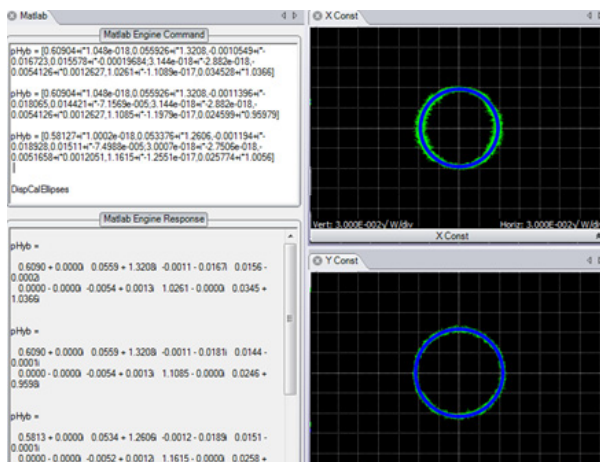 Matlab
Matlab Engine Command
pHyb = [0.60904+i*1.048e-018,0.055926+i*1.3208,-0.0010549+i*-
0.016723,0.015578+i*-0.00019684;3.144e-018+i*-2.882e-018,-
0.0054126+i*0.0012627,1.0261+i*-1.1089e-017,0.034528+i*1.0366]
pHyb = [0.60904+i*1.048e-018,0.055926+i*1.3208,-0.0011396+i*-
0.018065,0.014421+i*-7.1569e-005;3.144e-018+i*-2.882e-018,-
0.0054126+i*0.0012627,1.1085+i*-1.1979e-017,0.024599+i*0.95979]
pHyb = [0.58127+i*1.0002e-018,0.053376+i*1.2606,-0.001194+i*-
0.018928,0.01511+i*-7.4988e-005;3.0007e-018+i*-2.7506e-018,-
0.0051658+i*0.0012051,1.1615+i*-1.2551e-017,0.025774+i*1.0056]
DispCalEllipses
Matlab Engine Response
pHyb =
0.6090 + 0.0000i 0.0559 + 1.3208i -0.0011 - 0.0167i 0.0156 -
0.0002i
0.0000 - 0.0000i -0.0054 + 0.0013i 1.0261 - 0.0000i 0.0345 +
1.0366i
pHyb =
0.6090 + 0.0000i 0.0559 + 1.3208i -0.0011 - 0.0181i 0.0144 -
0.0001i
0.0000 - 0.0000i -0.0054 + 0.0013i 1.1085 - 0.0000i 0.0246 +
0.9598i
pHyb =
0.5813 + 0.0000i 0.0534 + 1.2606i -0.0012 - 0.0189i 0.0151 -
0.0001i
0.0000 - 0.0000i -0.0052 + 0.0012i 1.1615 - 0.0000i 0.0258 +
X Const
Vert: 3.000E-002√W/div Horiz: 3.000E-002√W/div
X Const
Y Const